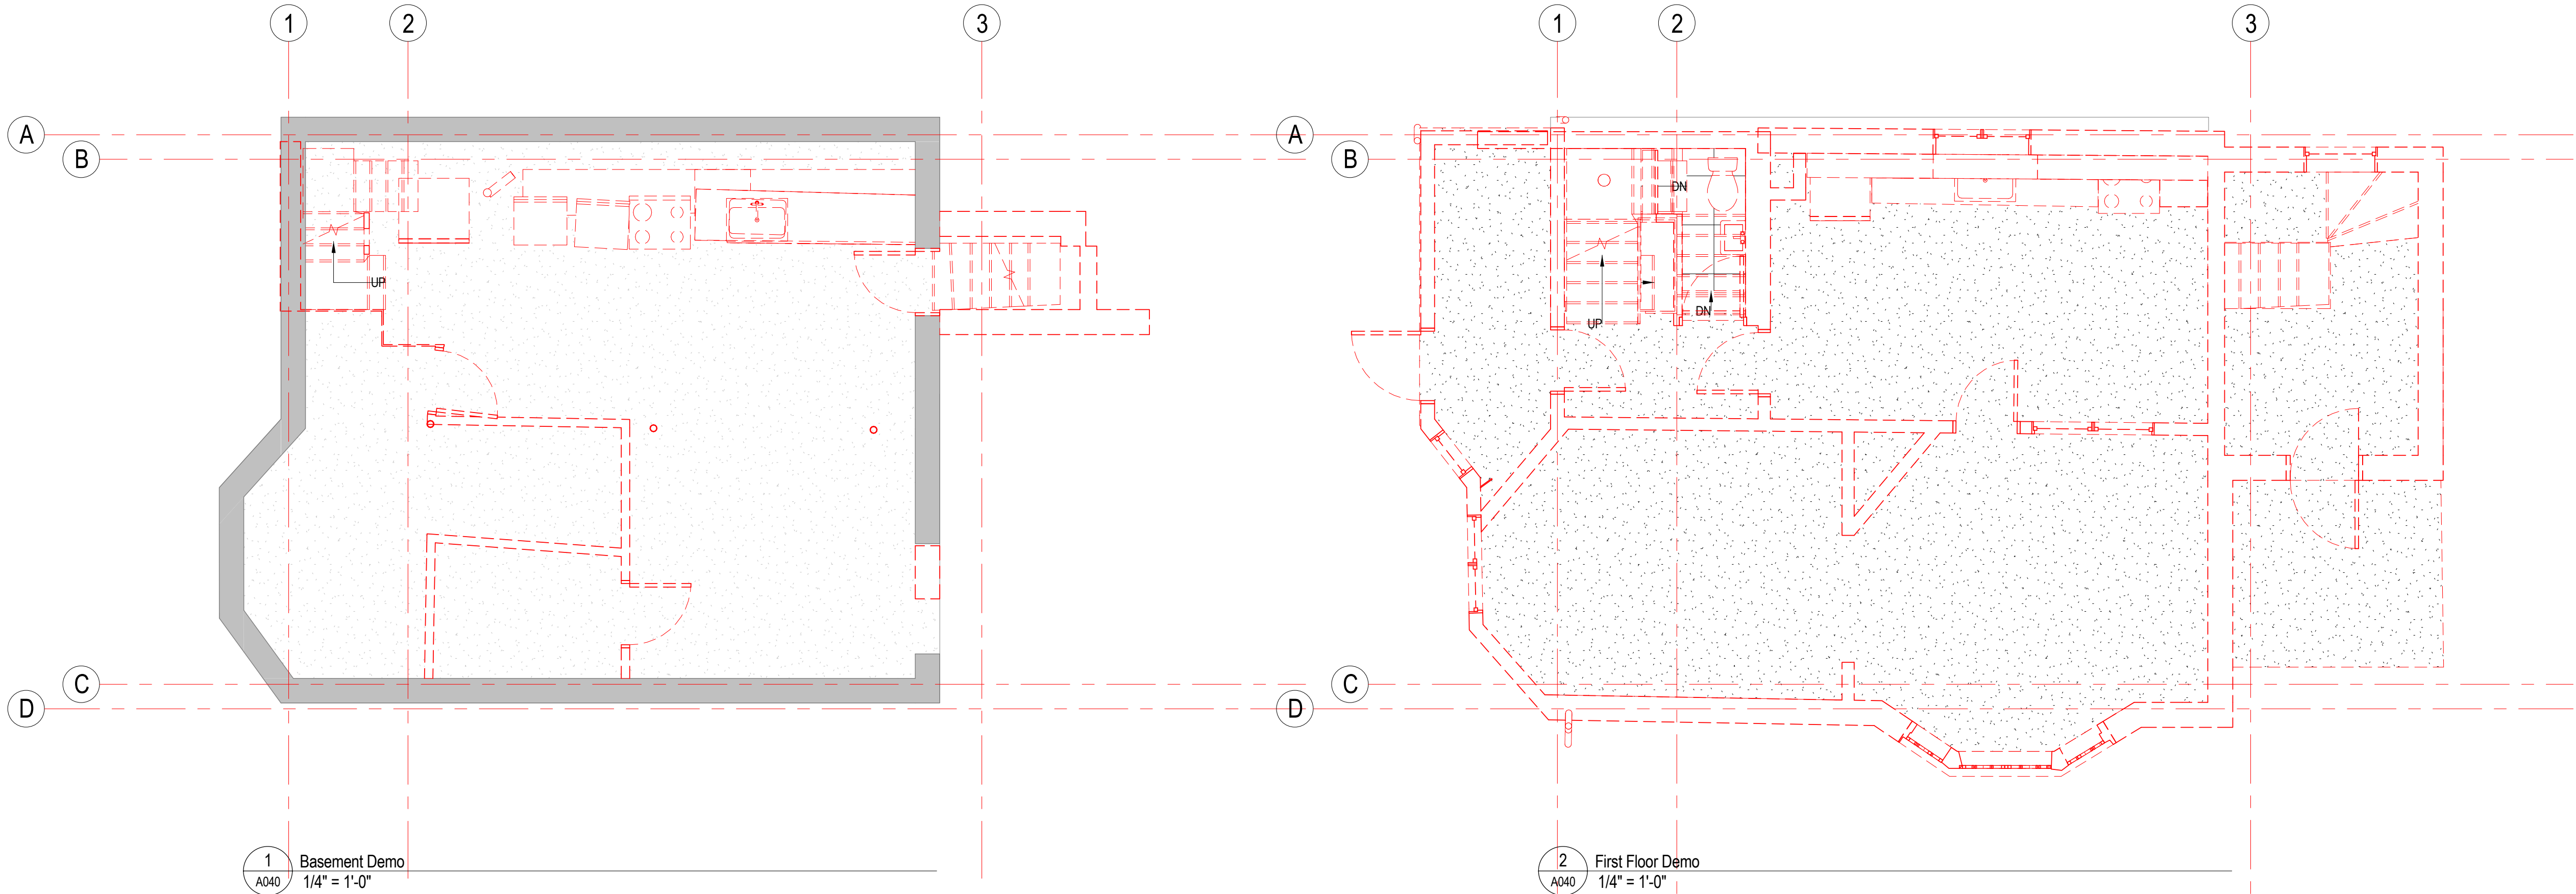 1
2
3
1
2
3
A
B
A
B
UP
DN
DN
UP
C
D
C
D
1
A040
Basement Demo
1/4" = 1'-0"
2
A040
First Floor Demo
1/4" = 1'-0"